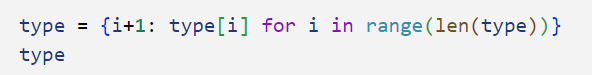 type = {i+1: type[i] for i in range(len(type))}
type